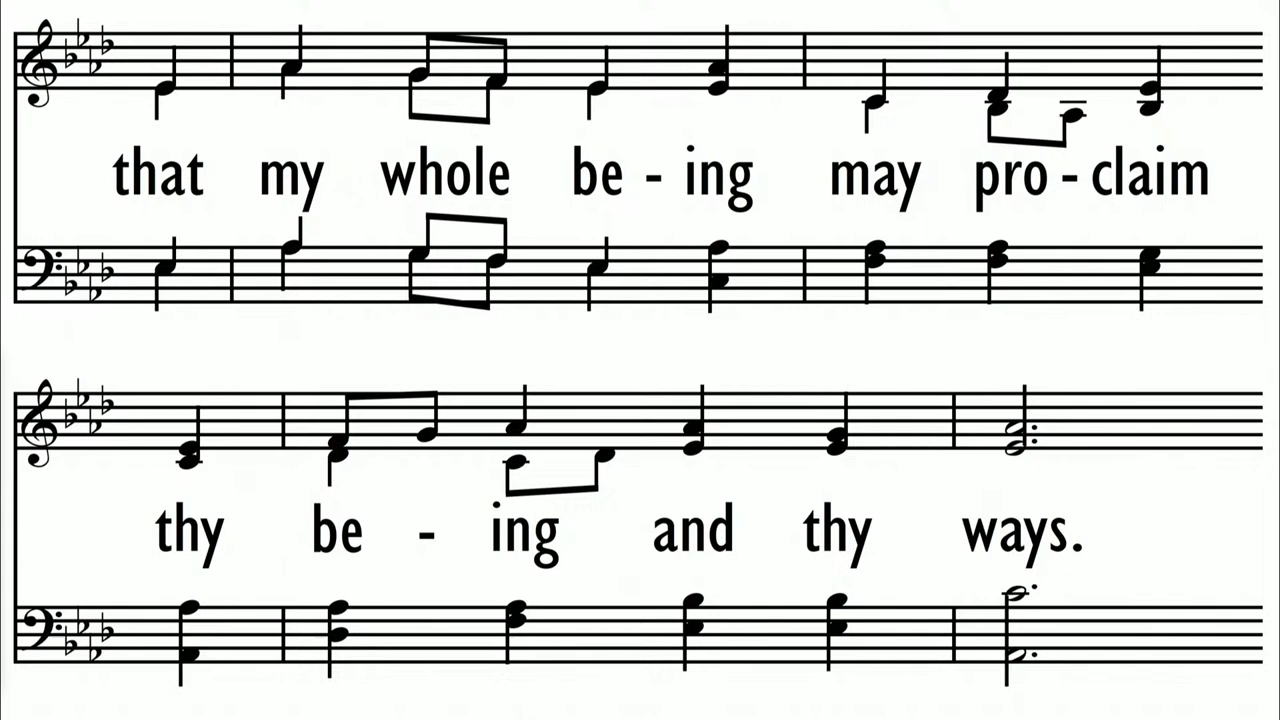 that my whole be - ing may pro - claim
thy be - ing and thy ways.